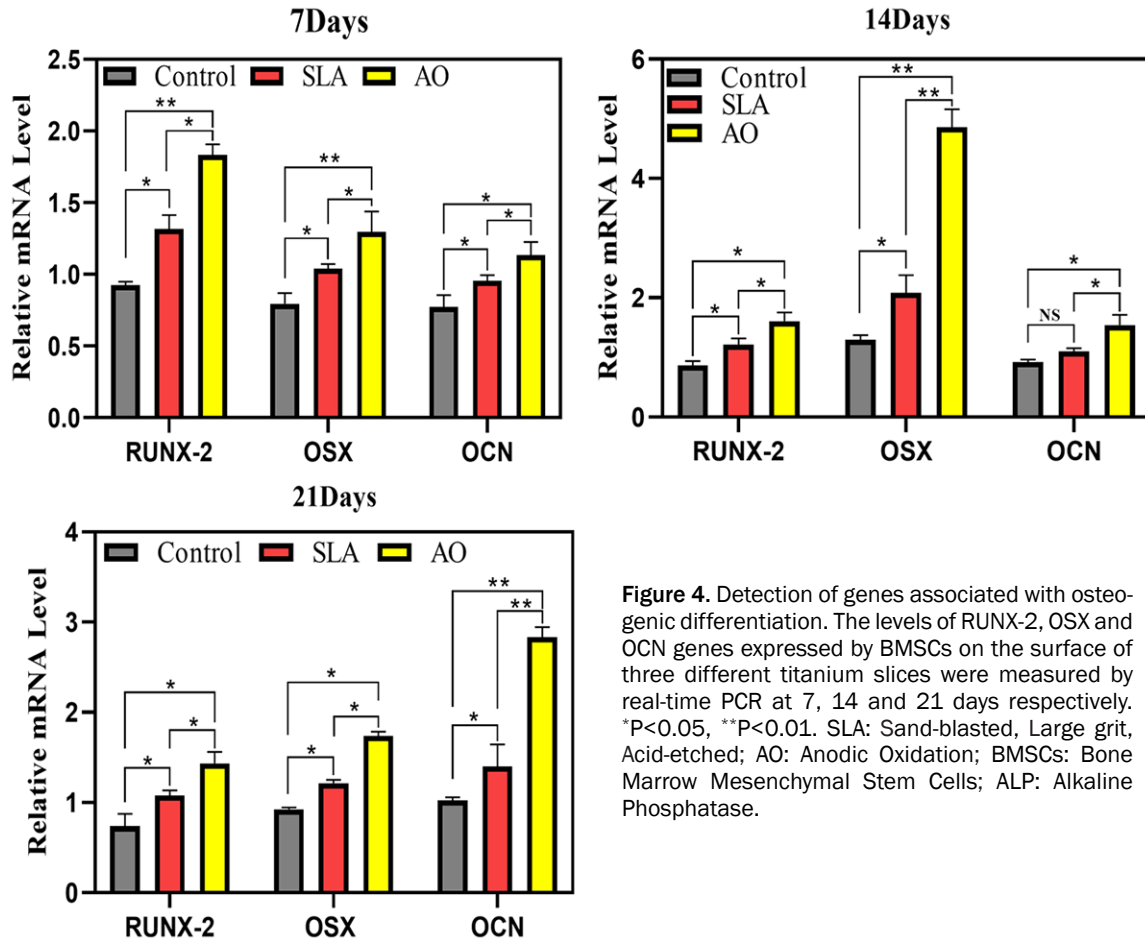 7Days
Relative mRNA Level
2.5
2.0
1.5
1.0
0.5
0.0
Control SLA AO
** * * ** * * * * *
RUNX-2 OSX OCN
14Days
Relative mRNA Level
6
4
2
0
Control
SLA
AO
* * * ** ** * * * NS
RUNX-2 OSX OCN
21Days
Relative mRNA Level
4
3
2
1
0
Control SLA AO
* * * * * * ** ** *
RUNX-2 OSX OCN
Figure 4. Detection of genes associated with osteo-
genic differentiation. The levels of RUNX-2, OSX and
OCN genes expressed by BMSCs on the surface of
three different titanium slices were measured by
real-time PCR at 7, 14 and 21 days respectively.
*P<0.05, **P<0.01. SLA: Sand-blasted, Large grit,
Acid-etched; AO: Anodic Oxidation; BMSCs: Bone
Marrow Mesenchymal Stem Cells; ALP: Alkaline
Phosphatase.